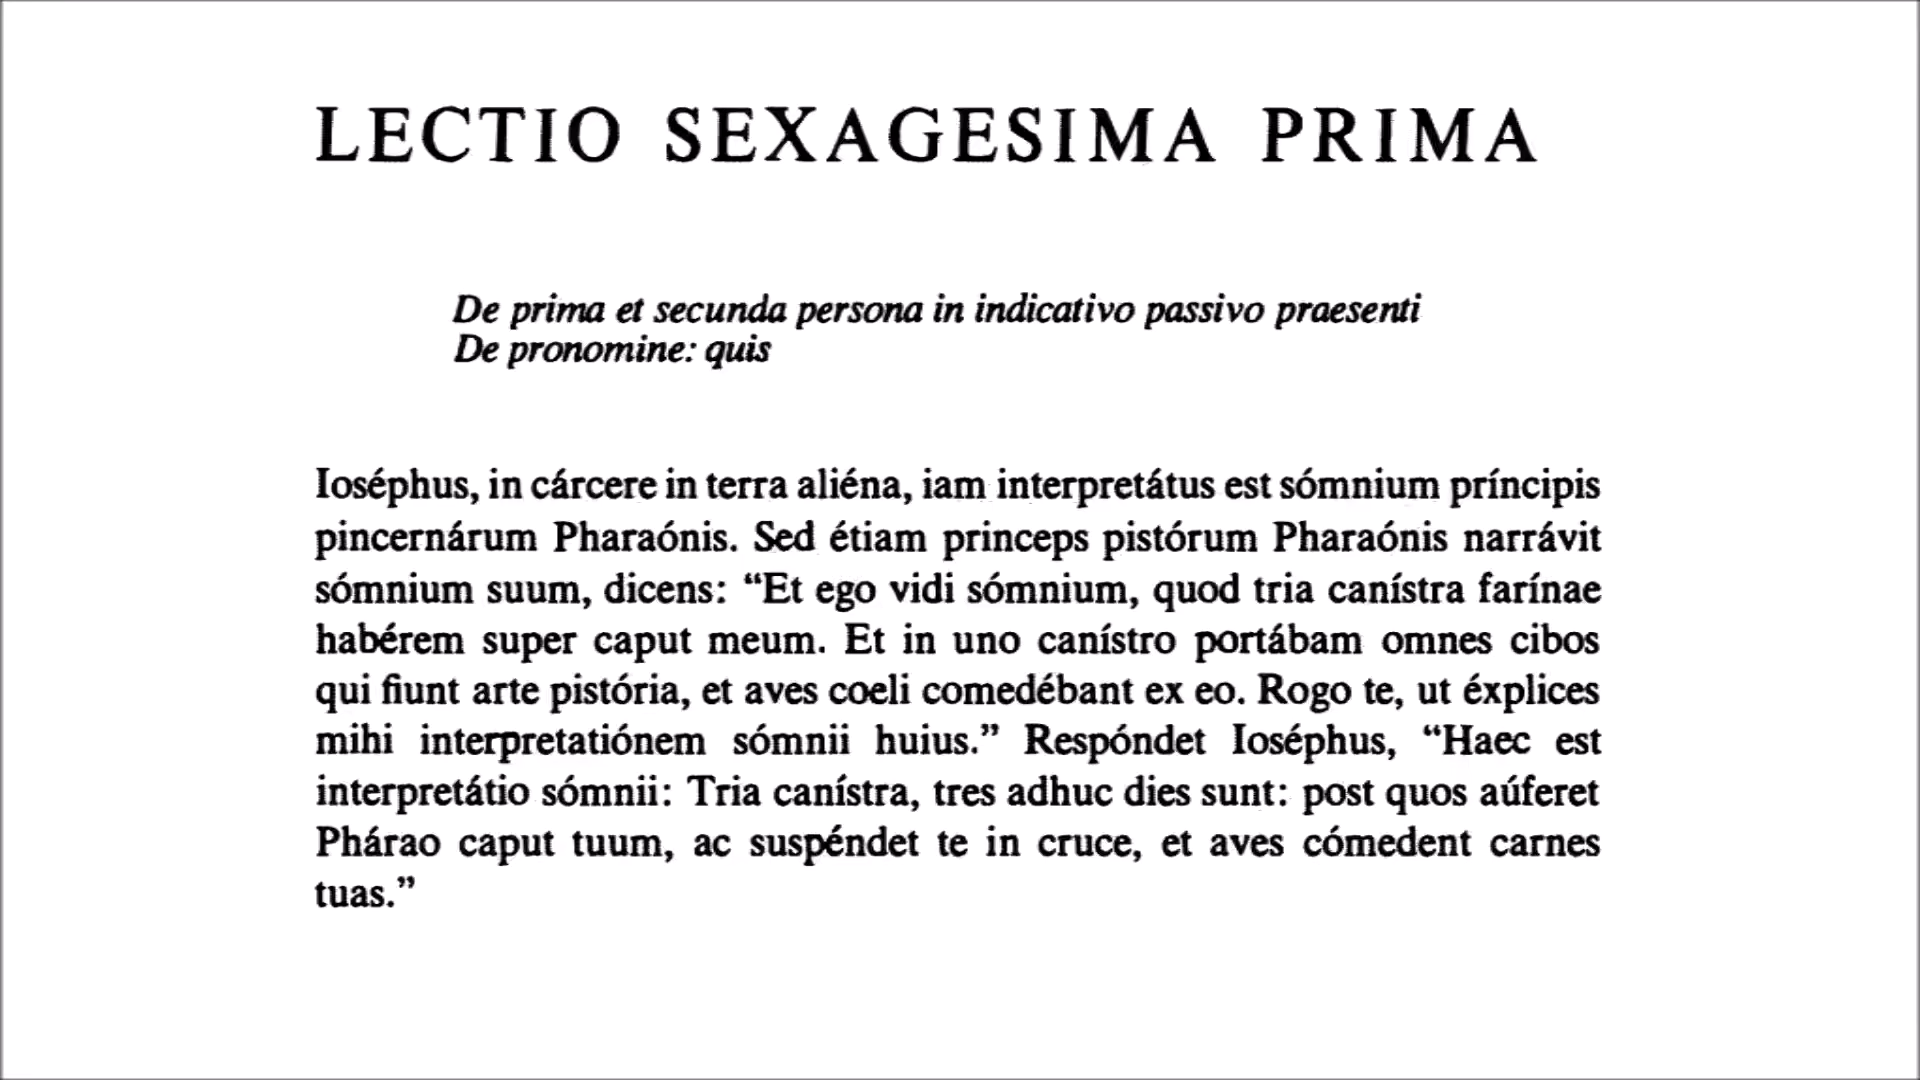 LECTIO SEXAGESIMA PRIMA
De prima et secunda persona in indicativo passivo praesenti
De pronomine: quis
Ioséphus, in cárcere in terra aliéna, iam interpretátus est sómnium príncipis
pincernárum Pharaónis. Sed étiam princeps pistórum Pharaónis narrávit
sómnium suum, dicens: “Et ego vidi sómnium, quod tria canístra farínae
habérem super caput meum. Et in uno canístro portábam omnes cibos
qui fiunt arte pistória, et aves coeli comedébant ex eo. Rogo te, ut éxplices
mihi interpretatiónem sómnii huius.” Respóndet Ioséphus, “Haec est
interpretátio sómnii: Tria canístra, tres adhuc dies sunt: post quos aúferet
Phárao caput tuum, ac suspéndet te in cruce, et aves cómedent carnes
tuas.”